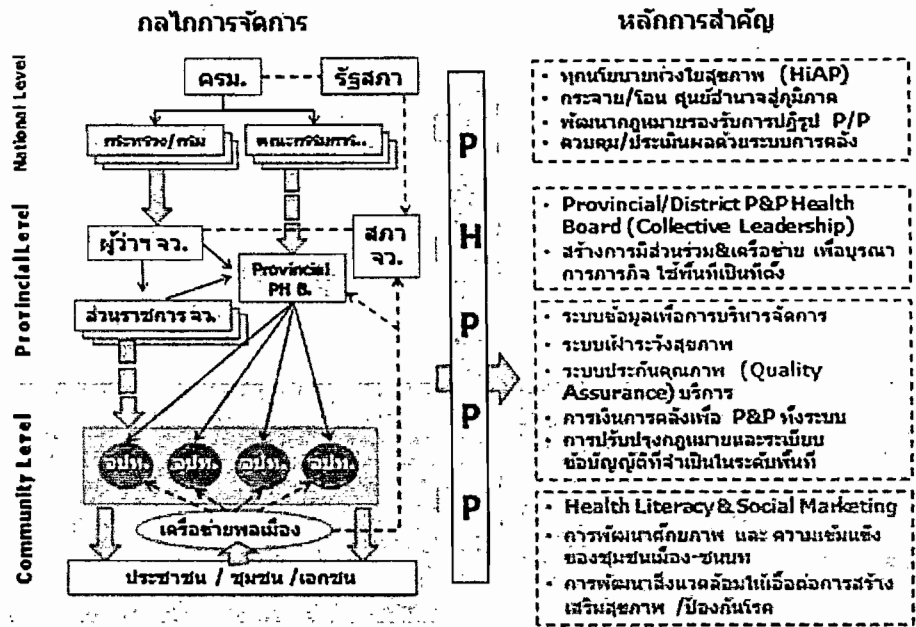 กลไกการจัดการ
หลักการสำคัญ
National Level
ครม.
รัฐสภา
กระทรวง/กรม
คณะกรรมการ..
Provincial Level
ผู้ว่าฯ จว.
สภา
จว.
Provincial
PH B.
ส่วนราชการ จว.
Community Level
อปท.
อปท.
อปท.
อปท.
เครือข่ายพลเมือง
ประชาชน / ชุมชน /เอกชน
P
H
P
P
P
• ทุกนโยบายห่วงใยสุขภาพ (HiAP)
• กระจาย/โอน ศูนย์อำนาจสู่ภูมิภาค
• พัฒนากฎหมายรองรับการปฏิรูป P/P
• ควบคุม/ประเมินผลด้วยระบบการคลัง
• Provincial/District P&P Health
Board (Collective Leadership)
• สร้างการมีส่วนร่วม&เครือข่าย เพื่อบูรณา
การภารกิจ ใช้พื้นที่เป็นที่ตั้ง
• ระบบข้อมูลเพื่อการบริหารจัดการ
• ระบบเฝ้าระวังสุขภาพ
• ระบบประกันคุณภาพ (Quality
Assurance) บริการ
• การเงินการคลังเพื่อ P&P ทั้งระบบ
• การปรับปรุงกฎหมายและระเบียบ
ข้อบัญญัติที่จำเป็นในระดับพื้นที่
• Health Literacy & Social Marketing
• การพัฒนาศักยภาพ และ ความเข้มแข็ง
ของชุมชนเมือง-ชนบท
• การพัฒนาสิ่งแวดล้อมให้เอื้อต่อการสร้าง
เสริมสุขภาพ /ป้องกันโรค